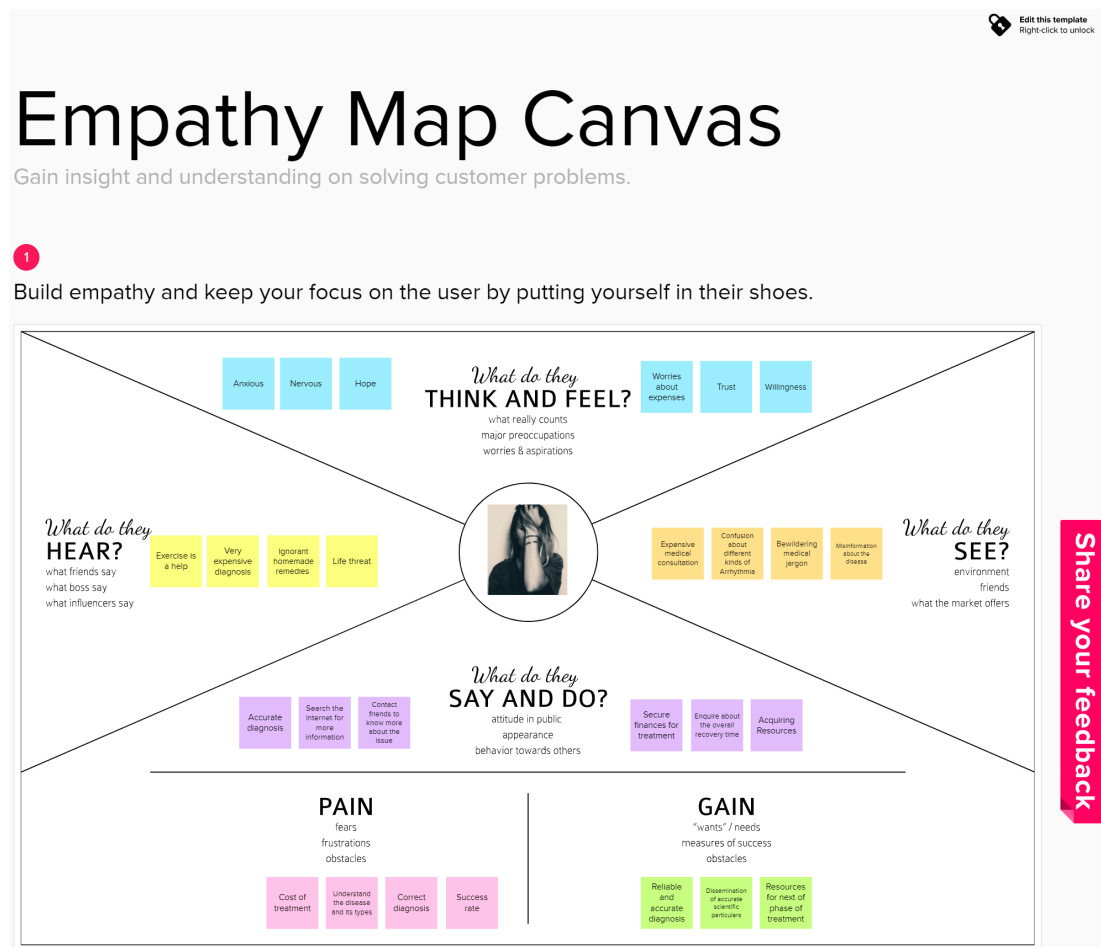 Edit this template
Right-click to unlock
Empathy Map Canvas
Gain insight and understanding on solving customer problems.
1
Build empathy and keep your focus on the user by putting yourself in their shoes.
Anxious
Nervous
Hope
What do they
THINK AND FEEL?
what really counts
major preoccupations
worries & aspirations
Worries
about
expenses
Trust
Willingness
What do they
HEAR?
what friends say
what boss say
what influencers say
Exercise is
a help
Very
expensive
diagnosis
Ignorant
homemade
remedies
Life threat
Expensive
medical
consultation
Confusion
about
different
kinds of
Arrhythmia
Bewildering
medical
jargon
Misinformation
about the
disease
What do they
SEE?
environment
friends
what the market offers
Share your feedback
Accurate
diagnosis
Search the
internet for
more
information
Contact
friends to
know more
about the
issue
What do they
SAY AND DO?
attitude in public
appearance
behavior towards others
Secure
finances for
treatment
Enquire about
the overall
recovery time
Acquiring
Resources
PAIN
fears
frustrations
obstacles
Cost of
treatment
Understand
the disease
and its types
Correct
diagnosis
Success
rate
GAIN
"wants" / needs
measures of success
obstacles
Reliable
and
accurate
diagnosis
Dissemination
of accurate
scientific
particulars
Resources
for next of
phase of
treatment